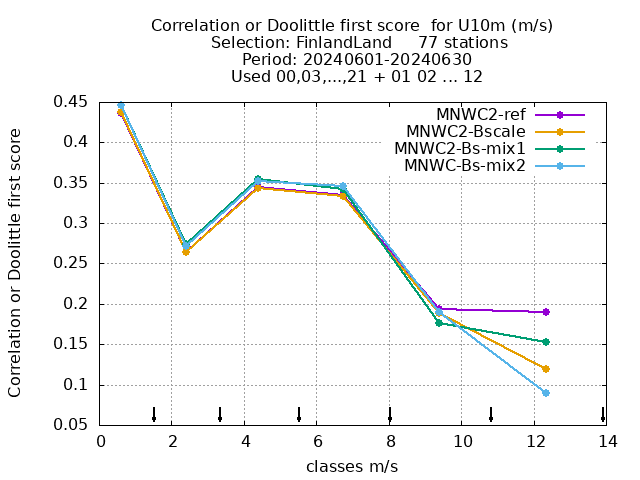 Correlation or Doolittle first score  for U10m (m/s)
Selection: FinlandLand     77 stations
Period: 20240601-20240630
Used 00,03,...,21 + 01 02 ... 12
Correlation or Doolittle first score
0.45
0.4
0.35
0.3
0.25
0.2
0.15
0.1
0.05
MNWC2-ref
MNWC2-Bscale
MNWC2-Bs-mix1
MNWC-Bs-mix2
0 2 4 6 8 10 12 14
classes m/s